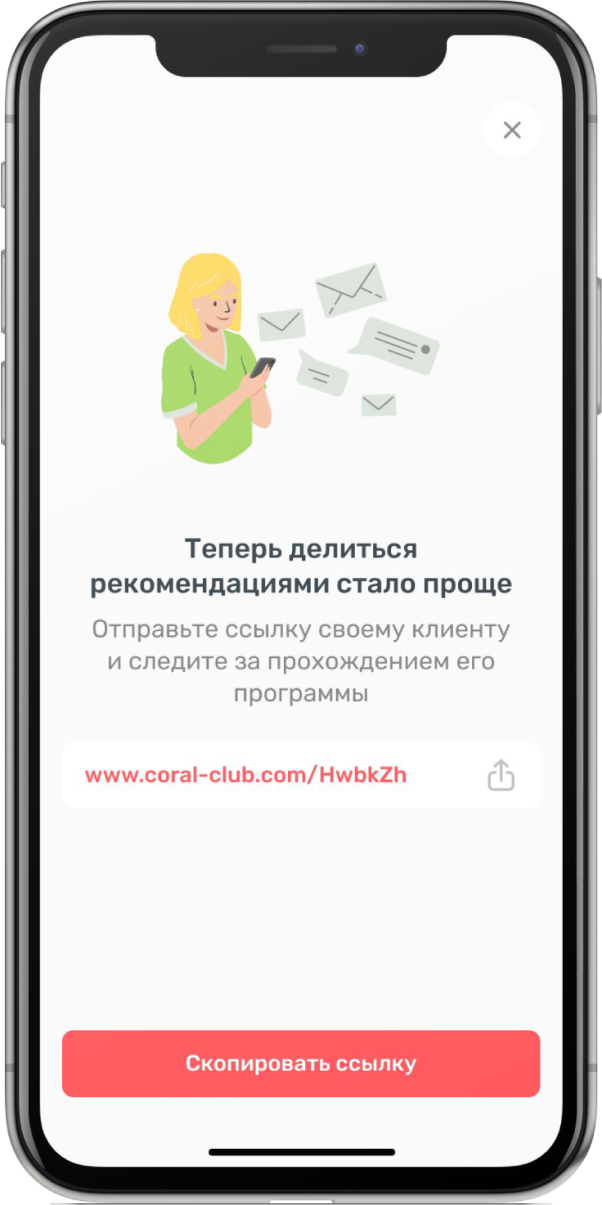 Теперь делиться
рекомендациями стало проще
Отправьте ссылку своему клиенту
и следите за прохождением его
программы
www.coral-club.com/HwbkZh
Скопировать ссылку